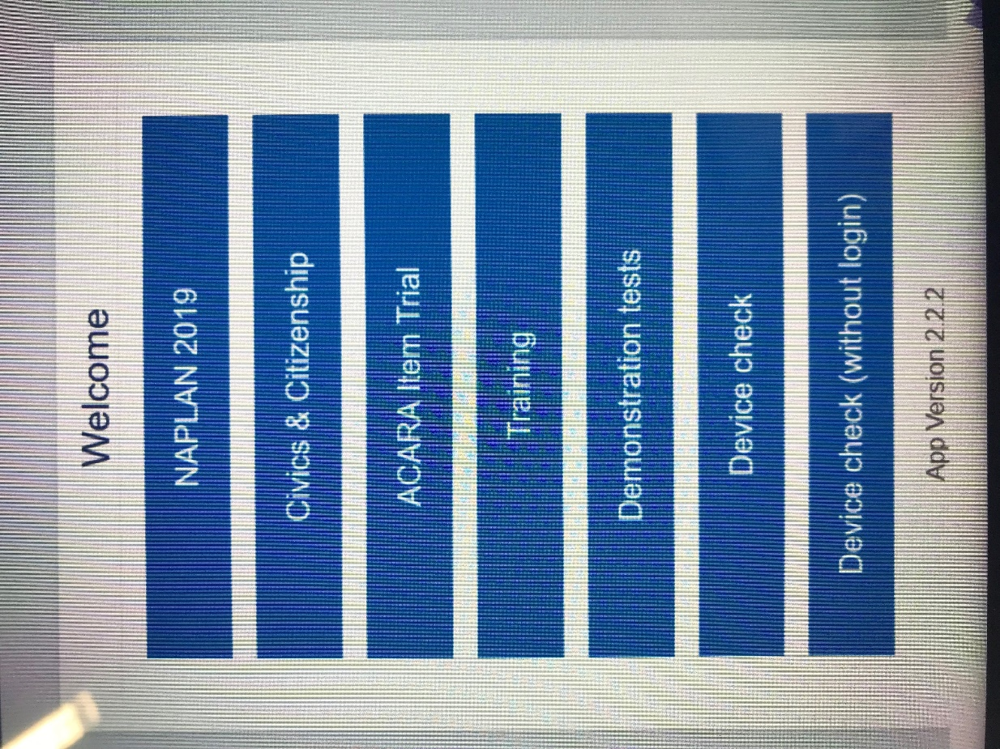 Welcome
NAPLAN 2019
Civics & Citizenship
ACARA Item Trial
Training
Demonstration tests
Device check
Device check (without login)
App Version 2.2.2